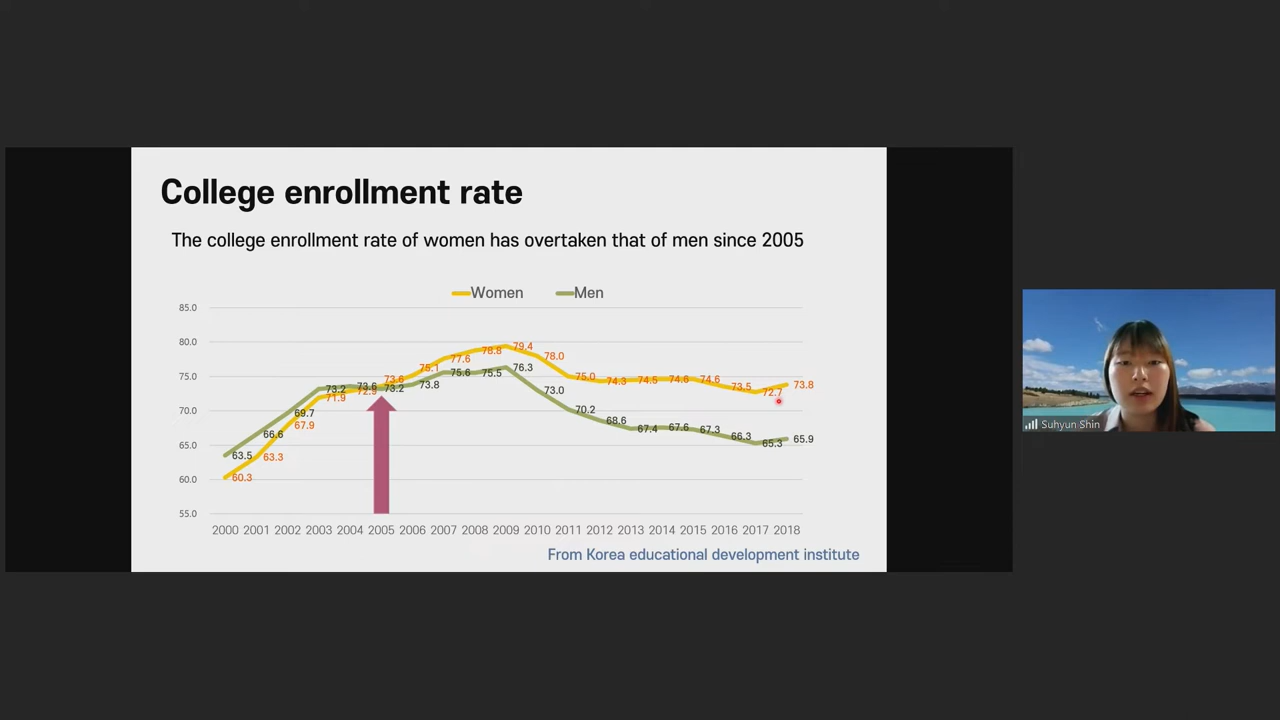 College enrollment rate
The college enrollment rate of women has overtaken that of men since 2005
Women Men
85.0
80.0
75.0
70.0
65.0
60.0
55.0
60.3 63.3 67.9 71.9 72.9 73.6 75.1 77.6 78.8 79.4 78.0 75.0 74.3 74.5 74.6 74.6 73.5 72.7 73.8
63.5 66.6 69.7 73.2 73.6 73.2 73.8 75.6 75.5 76.3 73.0 70.2 68.6 67.4 67.6 67.3 66.3 65.3 65.9
2000 2001 2002 2003 2004 2005 2006 2007 2008 2009 2010 2011 2012 2013 2014 2015 2016 2017 2018
From Korea educational development institute
Suhyun Shin